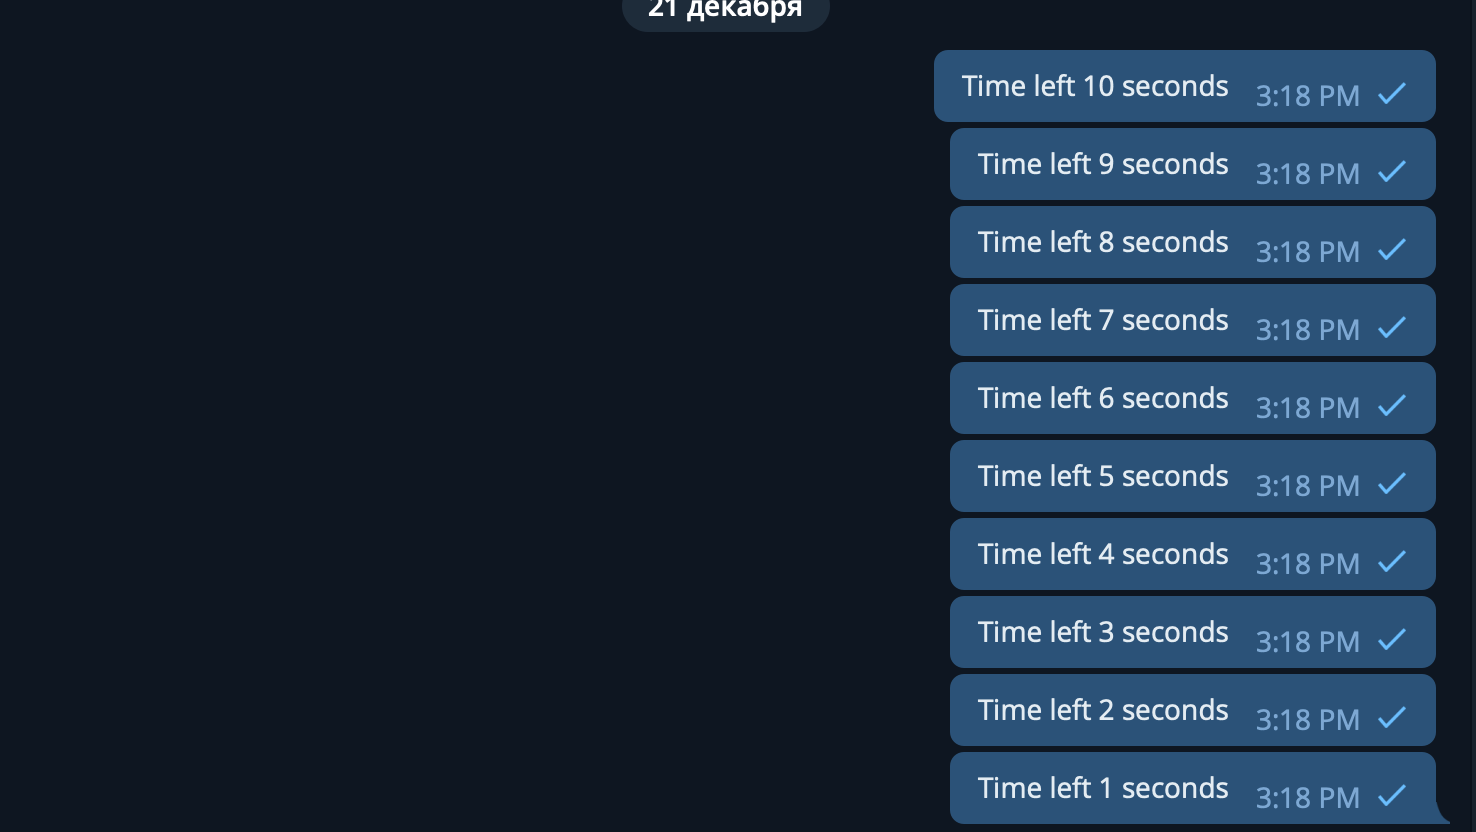 21 декабря
Time left 10 seconds 3:18 PM
Time left 9 seconds 3:18 PM
Time left 8 seconds 3:18 PM
Time left 7 seconds 3:18 PM
Time left 6 seconds 3:18 PM
Time left 5 seconds 3:18 PM
Time left 4 seconds 3:18 PM
Time left 3 seconds 3:18 PM
Time left 2 seconds 3:18 PM
Time left 1 seconds 3:18 PM